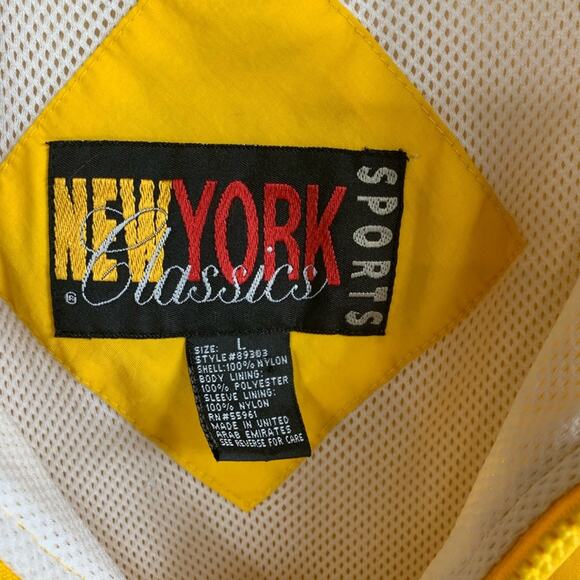 NEW YORK
Classics
®
SPORTS
SIZE: L
STYLE#89303
SHELL:100% NYLON
BODY LINING:
100% POLYESTER
SLEEVE LINING:
100% NYLON
RN#55961
MADE IN UNITED
ARAB EMIRATES
SEE REVERSE FOR CARE